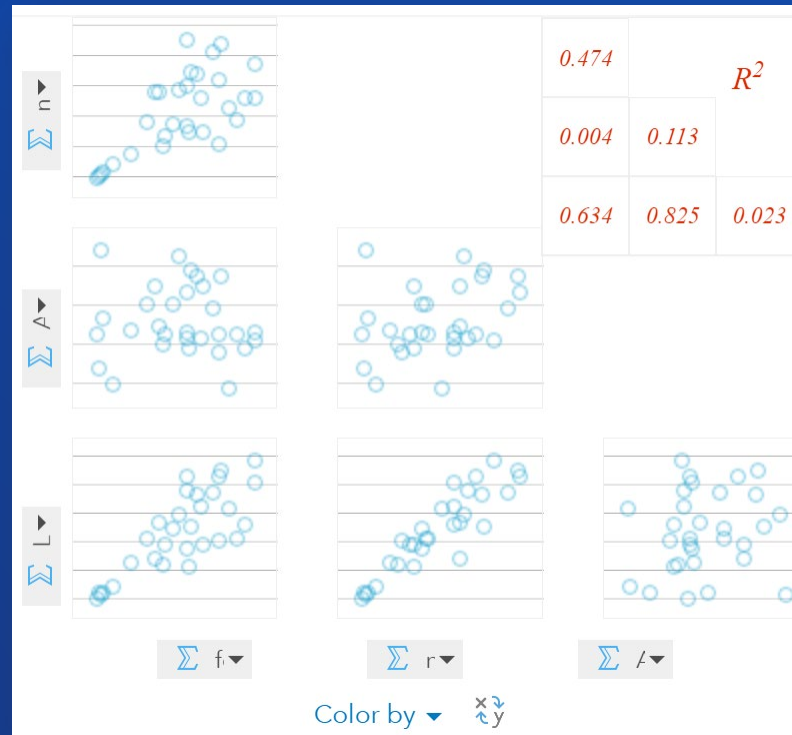 0.474
R²
n
0.004 0.113
0.634 0.825 0.023
A
L
∑ f
∑ r
∑
Color by
x
y